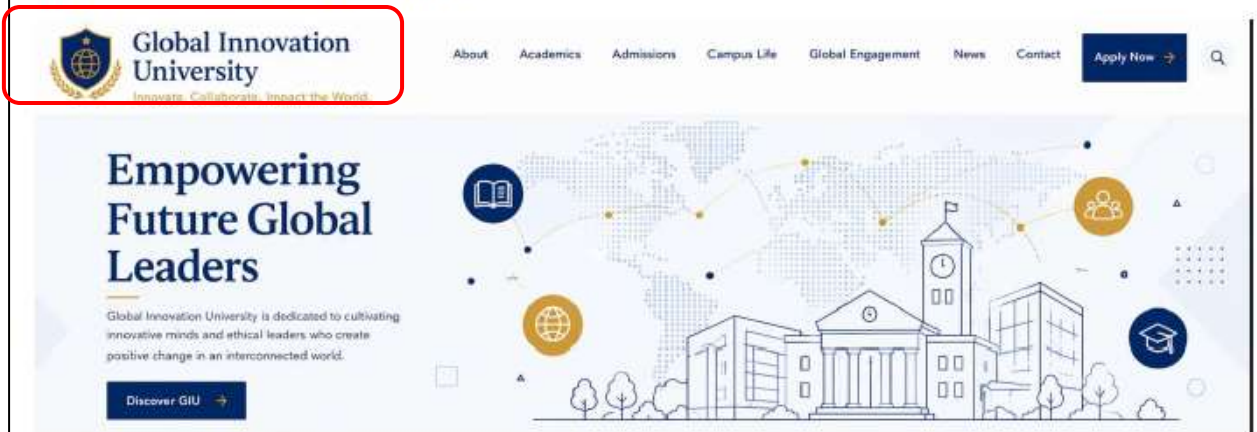 Global Innovation
University
Innovate. Collaborate. Impact the World.
About Academics Admissions Campus Life Global Engagement News Contact Apply Now →
Empowering
Future Global
Leaders
Global Innovation University is dedicated to cultivating
innovative minds and ethical leaders who create
positive change in an interconnected world.
Discover GIU →